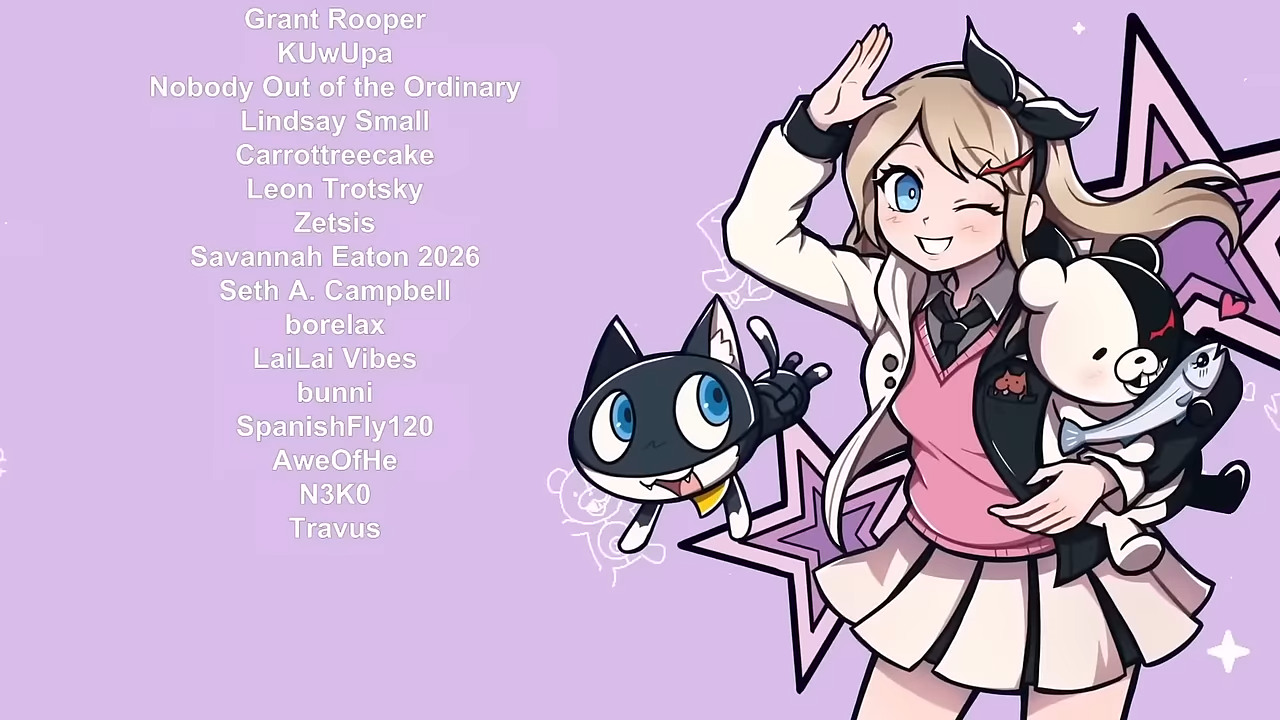 Grant Rooper
KUwUpa
Nobody Out of the Ordinary
Lindsay Small
Carrottreecake
Leon Trotsky
Zetsis
Savannah Eaton 2026
Seth A. Campbell
borelax
LaiLai Vibes
bunni
SpanishFly120
AweOfHe
N3K0
Travus